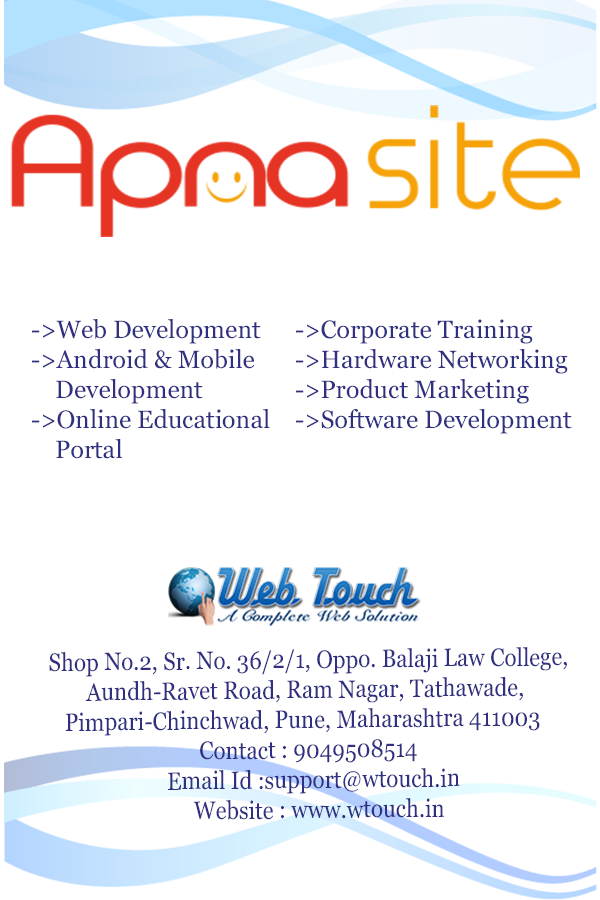 Apna site
->Web Development
->Android & Mobile
Development
->Online Educational
Portal
->Corporate Training
->Hardware Networking
->Product Marketing
->Software Development
Web Touch
A Complete Web Solution
Shop No.2, Sr. No. 36/2/1, Oppo. Balaji Law College,
Aundh-Ravet Road, Ram Nagar, Tathawade,
Pimpari-Chinchwad, Pune, Maharashtra 411003
Contact : 9049508514
Email Id :support@wtouch.in
Website : www.wtouch.in